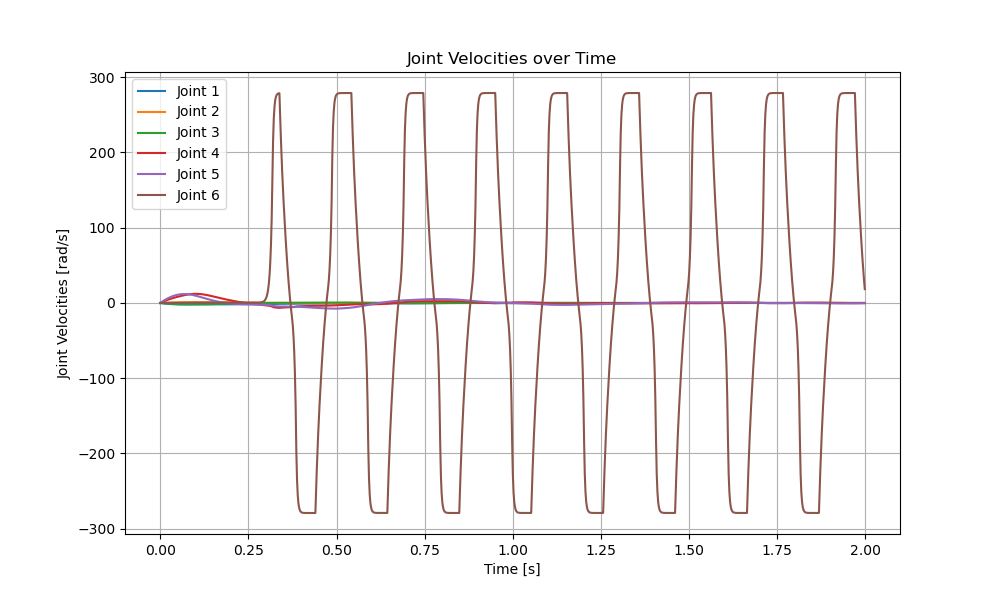 Joint Velocities over Time
Joint Velocities [rad/s]
300
200
100
0
−100
−200
−300
Joint 1
Joint 2
Joint 3
Joint 4
Joint 5
Joint 6
0.00 0.25 0.50 0.75 1.00 1.25 1.50 1.75 2.00
Time [s]